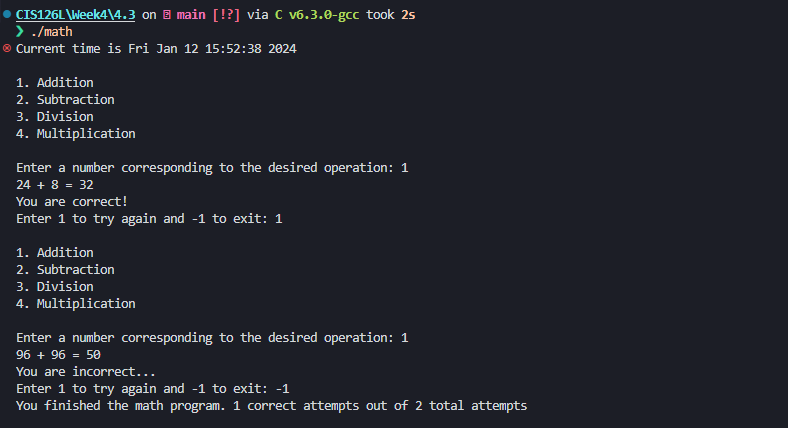 CIS126L\Week4\4.3 on main [!?] via C v6.3.0-gcc took 2s
❯ ./math
Current time is Fri Jan 12 15:52:38 2024
1. Addition
2. Subtraction
3. Division
4. Multiplication
Enter a number corresponding to the desired operation: 1
24 + 8 = 32
You are correct!
Enter 1 to try again and -1 to exit: 1
1. Addition
2. Subtraction
3. Division
4. Multiplication
Enter a number corresponding to the desired operation: 1
96 + 96 = 50
You are incorrect...
Enter 1 to try again and -1 to exit: -1
You finished the math program. 1 correct attempts out of 2 total attempts